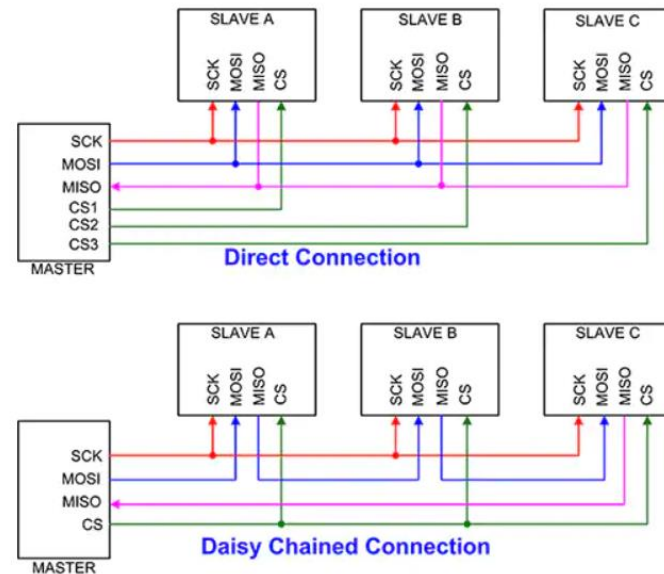 SLAVE A
SLAVE B
SLAVE C
SCK
MOSI
MISO
CS
SCK
MOSI
MISO
CS
SCK
MOSI
MISO
CS
SCK
MOSI
MISO
CS1
CS2
CS3
MASTER
Direct Connection
SLAVE A
SLAVE B
SLAVE C
SCK
MOSI
MISO
CS
SCK
MOSI
MISO
CS
SCK
MOSI
MISO
CS
SCK
MOSI
MISO
CS
MASTER
Daisy Chained Connection